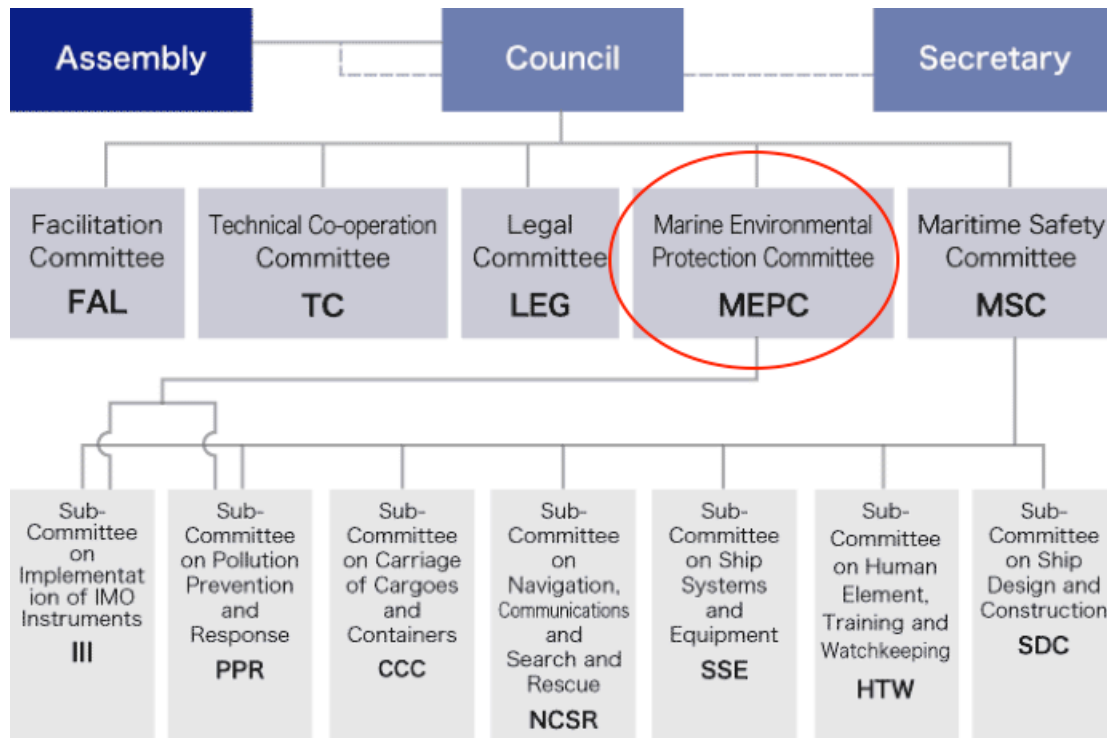 Assembly
Council
Secretary
Facilitation
Committee
FAL
Technical Co-operation
Committee
TC
Legal
Committee
LEG
Marine Environmental
Protection Committee
MEPC
Maritime Safety
Committee
MSC
Sub-
Committee
on
Implementat
ion of IMO
Instruments
III
Sub-
Committee
on Pollution
Prevention
and
Response
PPR
Sub-
Committee
on Carriage
of Cargoes
and
Containers
CCC
Sub-
Committee
on
Navigation,
Communications
and
Search and
Rescue
NCSR
Sub-
Committee
on Ship
Systems
and
Equipment
SSE
Sub-
Committee
on Human
Element,
Training and
Watchkeeping
HTW
Sub-
Committee
on Ship
Design and
Construction
SDC